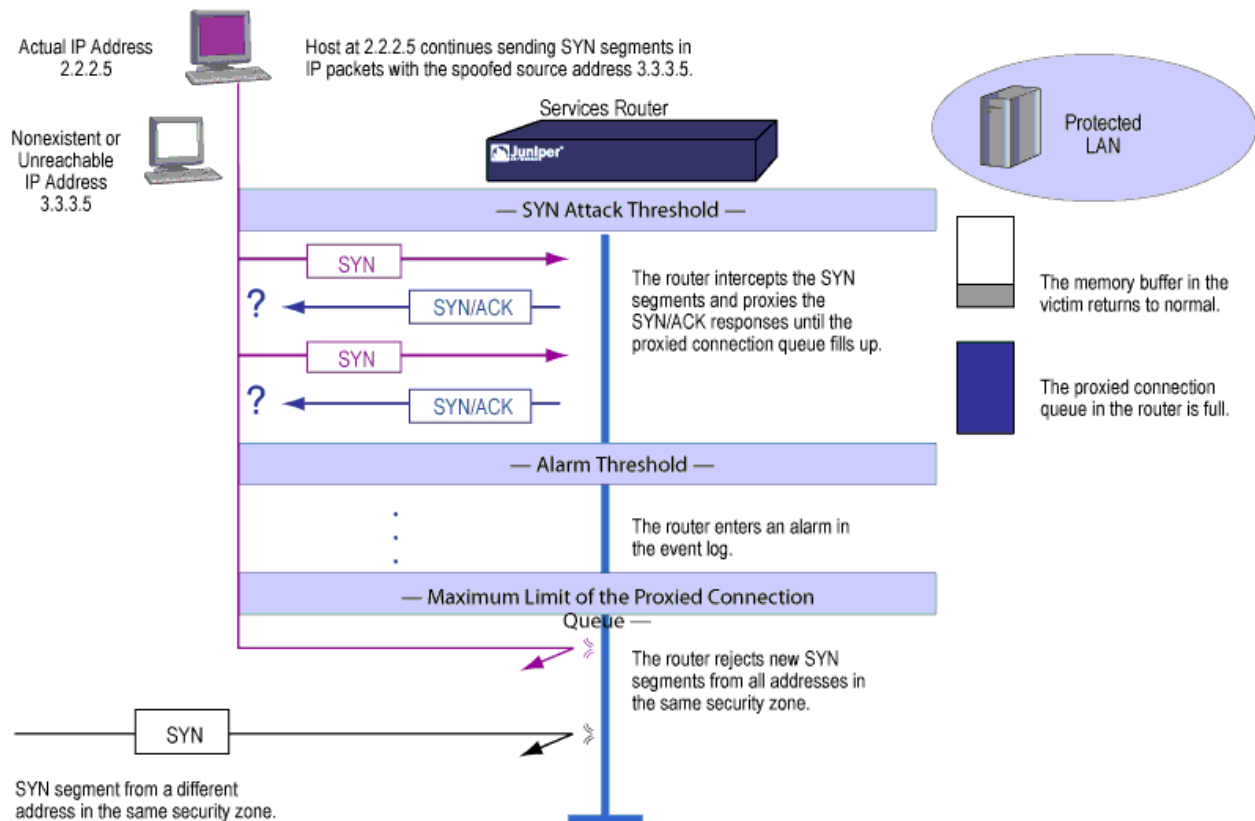 Actual IP Address
2.2.2.5
Host at 2.2.2.5 continues sending SYN segments in
IP packets with the spoofed source address 3.3.3.5.
Nonexistent or
Unreachable
IP Address
3.3.3.5
Services Router
Juniper
Protected
LAN
— SYN Attack Threshold —
SYN
? SYN/ACK
SYN
? SYN/ACK
The router intercepts the SYN
segments and proxies the
SYN/ACK responses until the
proxied connection queue fills up.
The memory buffer in the
victim returns to normal.
The proxied connection
queue in the router is full.
— Alarm Threshold —
The router enters an alarm in
the event log.
— Maximum Limit of the Proxied Connection
Queue —
The router rejects new SYN
segments from all addresses in
the same security zone.
SYN
SYN segment from a different
address in the same security zone.